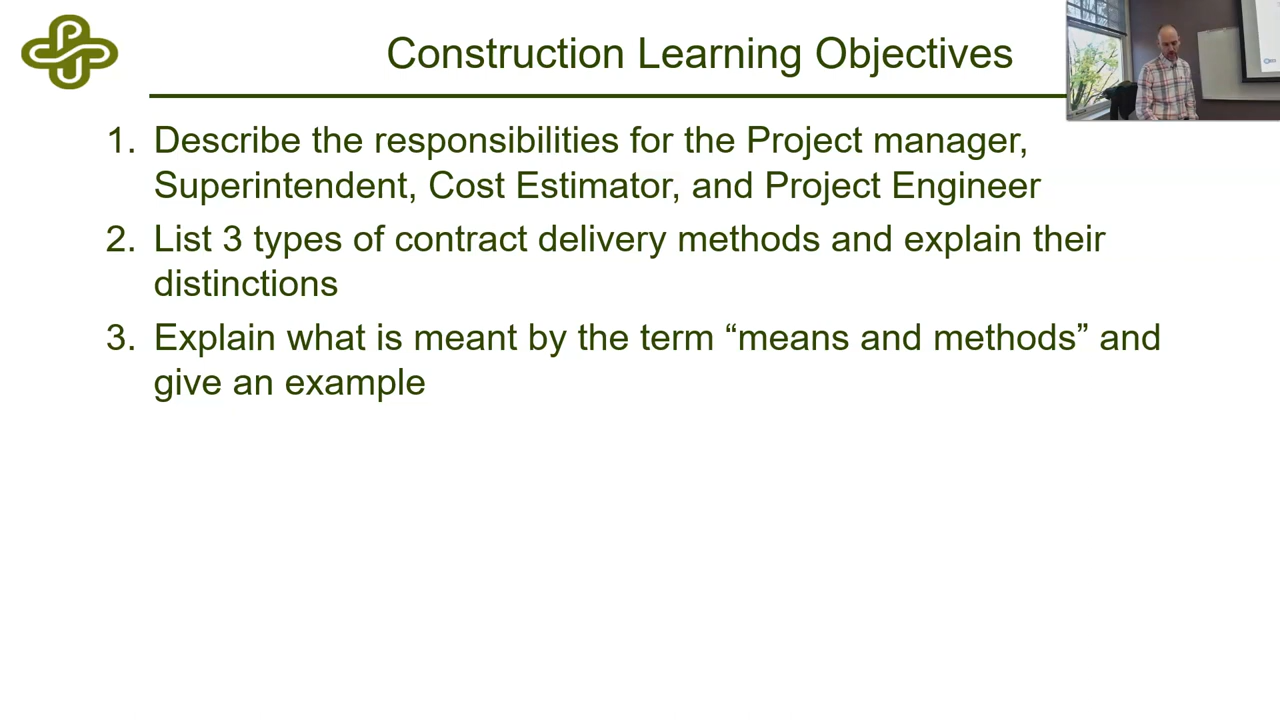 PSU
Construction Learning Objectives
1. Describe the responsibilities for the Project manager,
Superintendent, Cost Estimator, and Project Engineer
2. List 3 types of contract delivery methods and explain their
distinctions
3. Explain what is meant by the term “means and methods” and
give an example